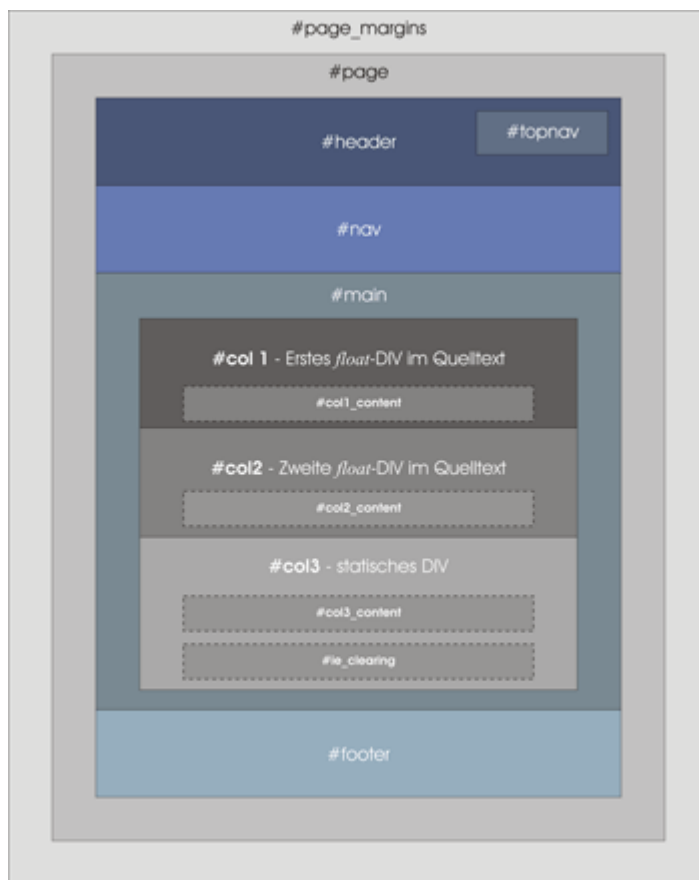 #page_margins
#page
#header
#topnav
#nav
#main
#col 1 - Erstes float-DIV im Quelltext
#col1_content
#col2 - Zweite float-DIV im Quelltext
#col2_content
#col3 - statisches DIV
#col3_content
#ie_clearing
#footer